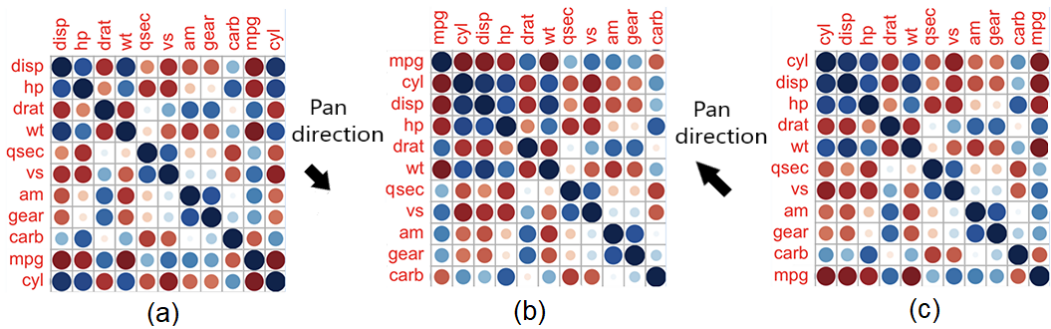 disp hp drat wt qsec vs am gear carb mpg cyl
disp
hp
drat
wt
qsec
vs
am
gear
carb
mpg
cyl
(a)
Pan
direction
mpg cyl disp hp drat wt qsec vs am gear carb
mpg
cyl
disp
hp
drat
wt
qsec
vs
am
gear
carb
(b)
Pan
direction
cyl disp hp drat wt qsec vs am gear carb mpg
cyl
disp
hp
drat
wt
qsec
vs
am
gear
carb
mpg
(c)